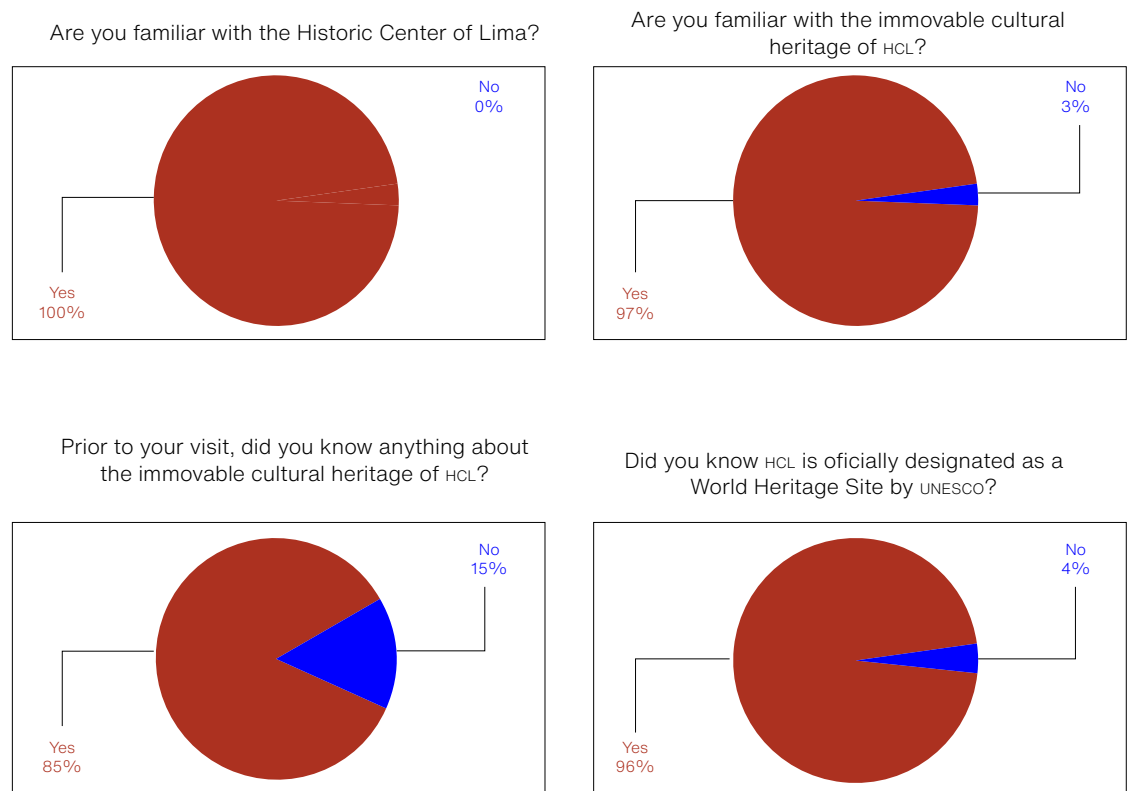 Are you familiar with the Historic Center of Lima?
No
0%
Yes
100%
Are you familiar with the immovable cultural
heritage of HCL?
No
3%
Yes
97%
Prior to your visit, did you know anything about
the immovable cultural heritage of HCL?
No
15%
Yes
85%
Did you know HCL is oficially designated as a
World Heritage Site by UNESCO?
No
4%
Yes
96%